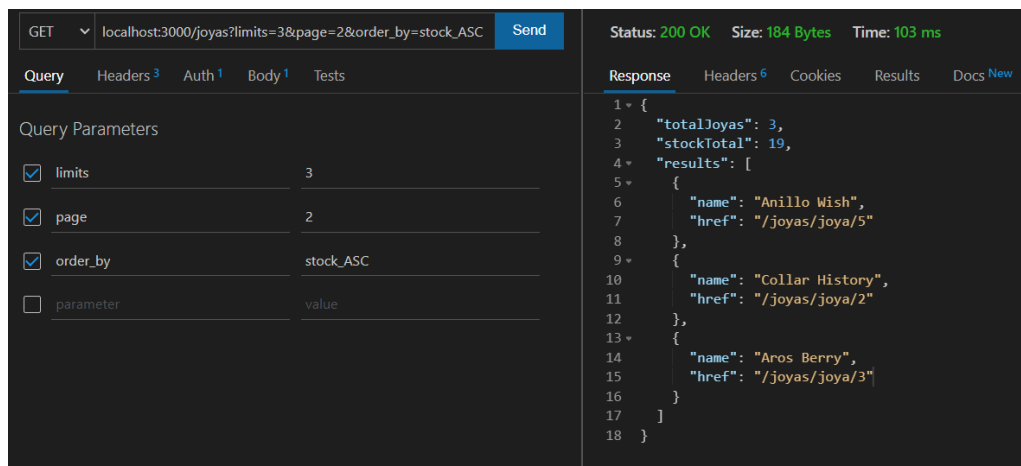 GET localhost:3000/joyas?limits=3&page=2&order_by=stock_ASC Send
Query Headers 3 Auth 1 Body 1 Tests
Query Parameters
limits 3
page 2
order_by stock_ASC
parameter value
Status: 200 OK Size: 184 Bytes Time: 103 ms
Response Headers 6 Cookies Results Docs New
1 {
2 "totalJoyas": 3,
3 "stockTotal": 19,
4 "results": [
5 {
6 "name": "Anillo Wish",
7 "href": "/joyas/joya/5"
8 },
9 {
10 "name": "Collar History",
11 "href": "/joyas/joya/2"
12 },
13 {
14 "name": "Aros Berry",
15 "href": "/joyas/joya/3"
16 }
17 ]
18 }